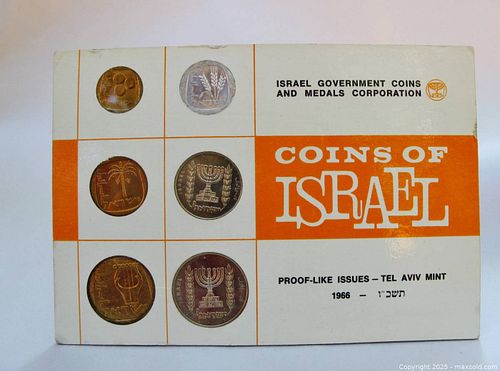 ISRAEL GOVERNMENT COINS
AND MEDALS CORPORATION
COINS OF
ISRAEL
PROOF-LIKE ISSUES – TEL AVIV MINT
1966 – תשכ"ו
Copyright 2025 - maxsold.com